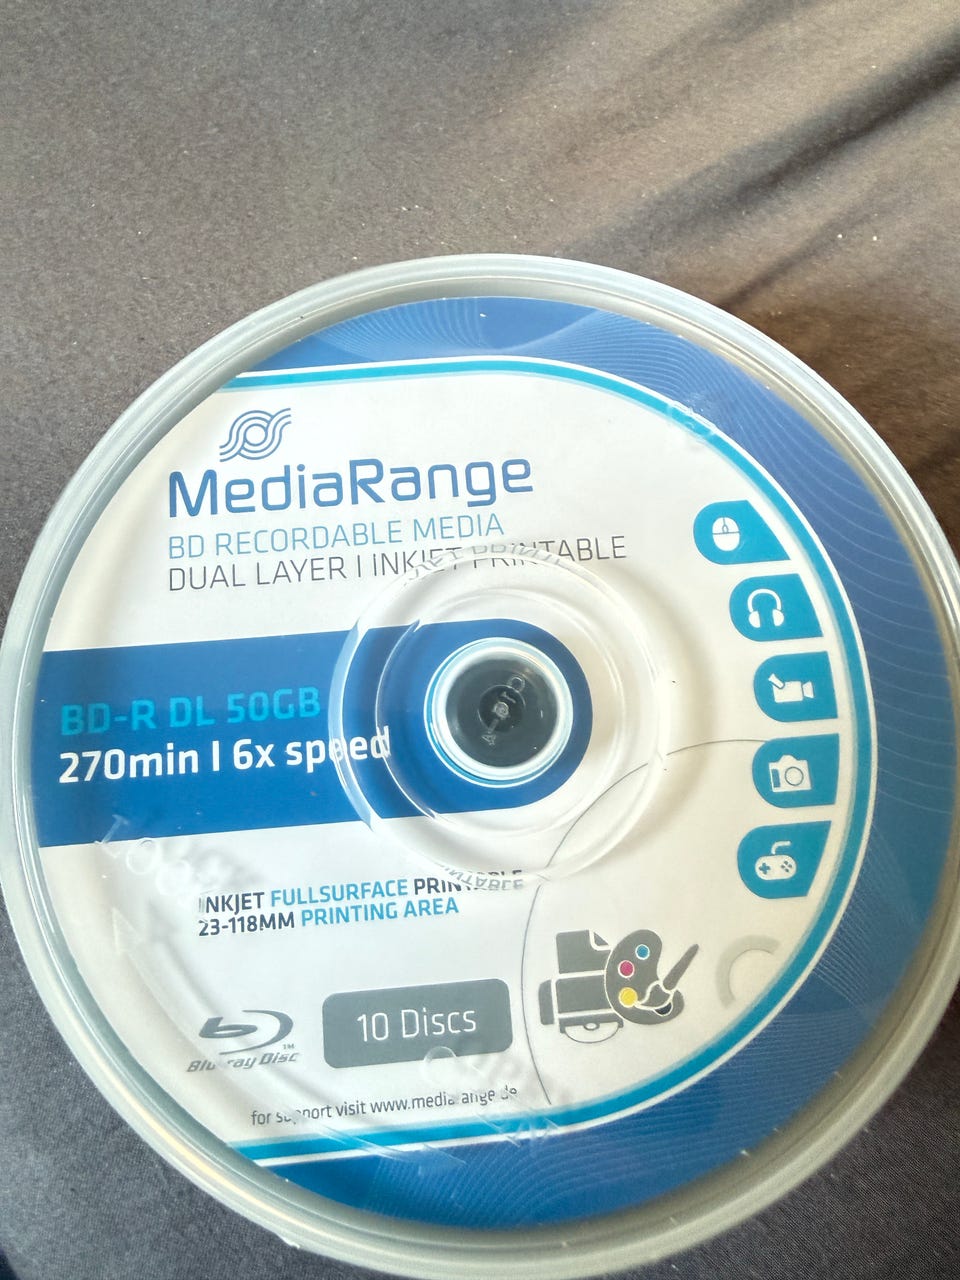 MediaRange
BD RECORDABLE MEDIA
DUAL LAYER I INKJET PRINTABLE
BD-R DL 50GB
270min I 6x speed
INKJET FULLSURFACE PRINTABLE
23-118MM PRINTING AREA
10 Discs
Blu-ray Disc™
for support visit www.mediarange.de